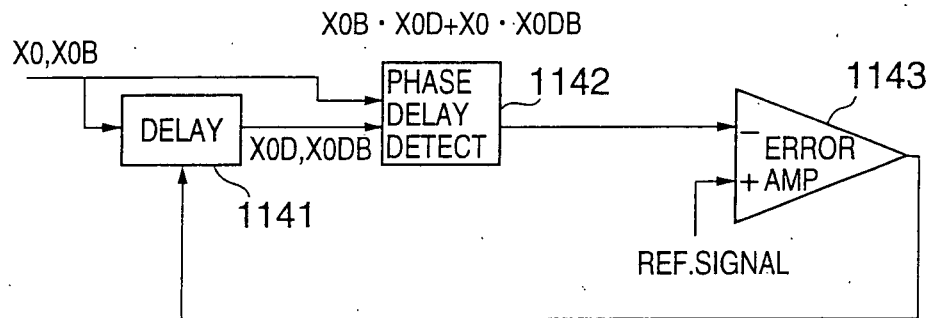 X0B · X0D+X0 · X0DB
X0,X0B
DELAY
X0D,X0DB
1141
PHASE
DELAY
DETECT
1142
1143
−
ERROR
+ AMP
REF.SIGNAL